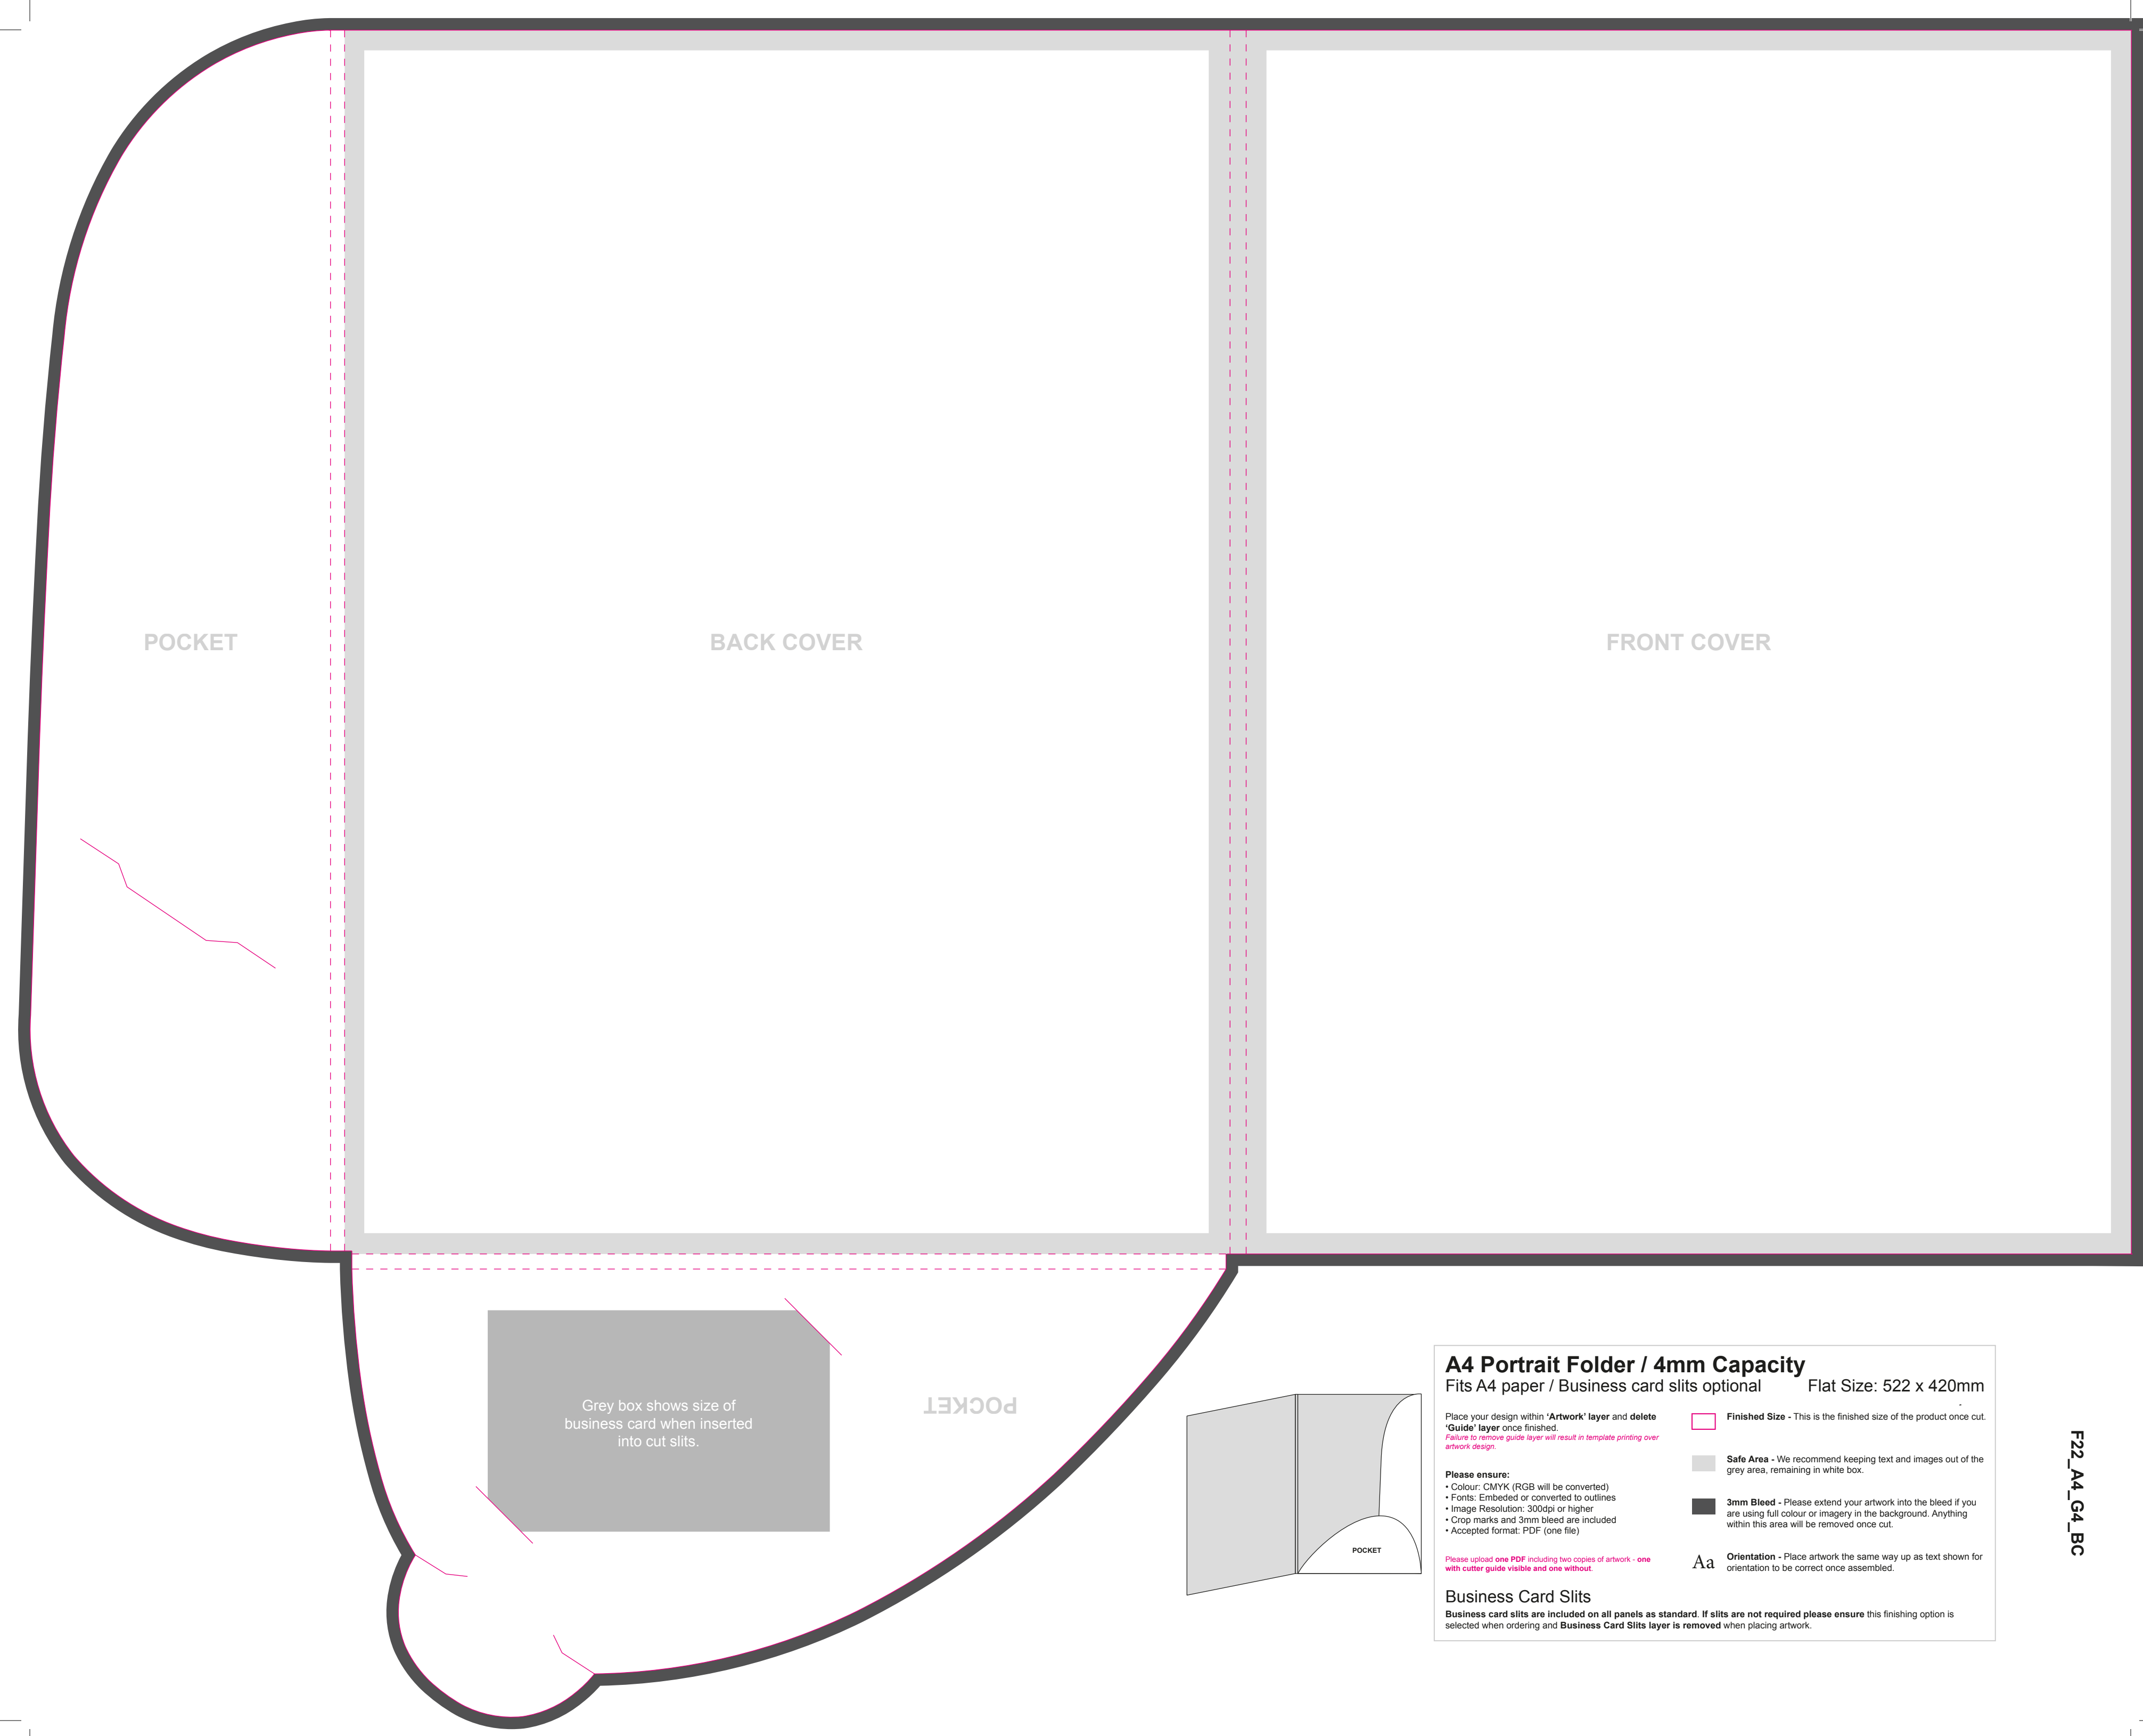 POCKET
BACK COVER
FRONT COVER
Grey box shows size of
business card when inserted
into cut slits.
POCKET
POCKET
A4 Portrait Folder / 4mm Capacity
Fits A4 paper / Business card slits optional
Flat Size: 522 x 420mm
Place your design within ‘Artwork’ layer and delete
‘Guide’ layer once finished.
Failure to remove guide layer will result in template printing over
artwork design.
Please ensure:
• Colour: CMYK (RGB will be converted)
• Fonts: Embeded or converted to outlines
• Image Resolution: 300dpi or higher
• Crop marks and 3mm bleed are included
• Accepted format: PDF (one file)
Please upload one PDF including two copies of artwork - one
with cutter guide visible and one without.
Finished Size - This is the finished size of the product once cut.
Safe Area - We recommend keeping text and images out of the
grey area, remaining in white box.
3mm Bleed - Please extend your artwork into the bleed if you
are using full colour or imagery in the background. Anything
within this area will be removed once cut.
Aa
Orientation - Place artwork the same way up as text shown for
orientation to be correct once assembled.
Business Card Slits
Business card slits are included on all panels as standard. If slits are not required please ensure this finishing option is
selected when ordering and Business Card Slits layer is removed when placing artwork.
F22_A4_G4_BC